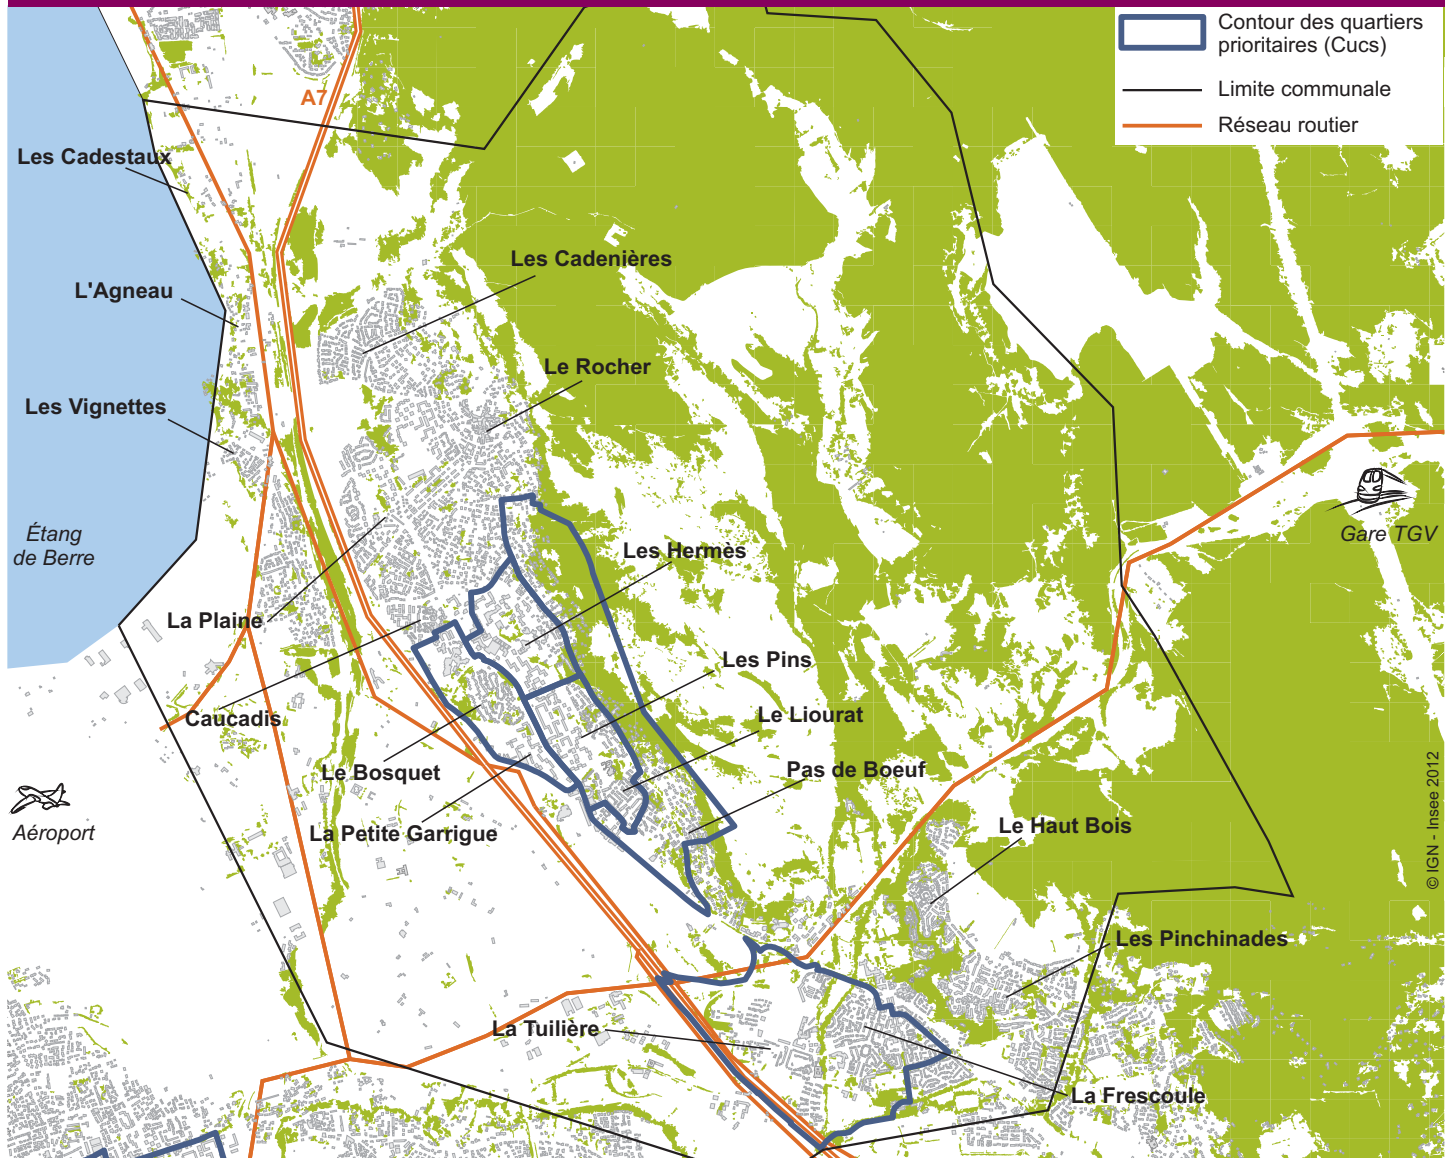 Contour des quartiers
prioritaires (Cucs)
Limite communale
Réseau routier
A7
Les Cadestaux
Les Cadenières
L'Agneau
Le Rocher
Les Vignettes
Étang
de Berre
Gare TGV
Les Hermès
La Plaine
Les Pins
Caucadis
Le Liourat
Le Bosquet
Pas de Boeuf
Aéroport
La Petite Garrigue
Le Haut Bois
© IGN - Insee 2012
Les Pinchinades
La Tuilière
La Frescoule